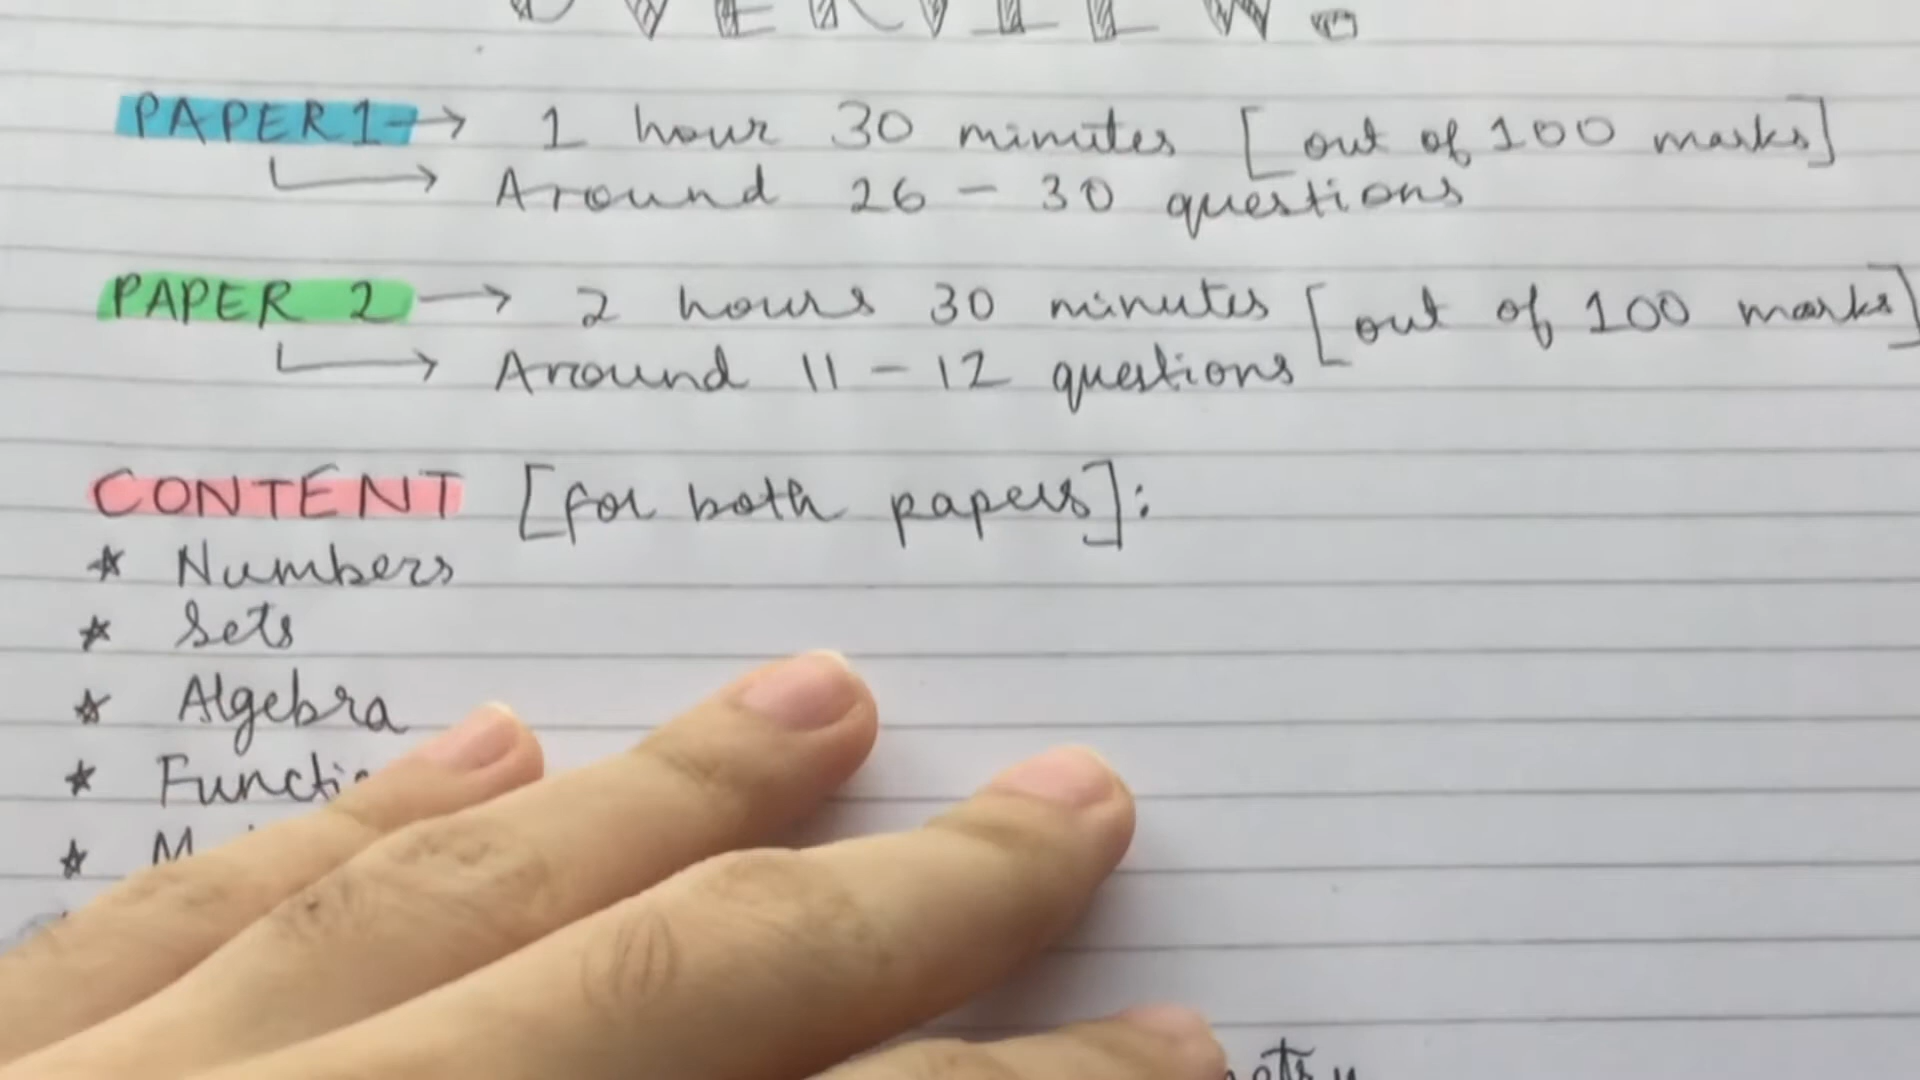 OVERVIEW:
PAPER 1 → 1 hour 30 minutes [out of 100 marks]
→ Around 26 - 30 questions
PAPER 2 → 2 hours 30 minutes [out of 100 marks]
→ Around 11 - 12 questions
CONTENT [for both papers]:
★ Numbers
★ Sets
★ Algebra